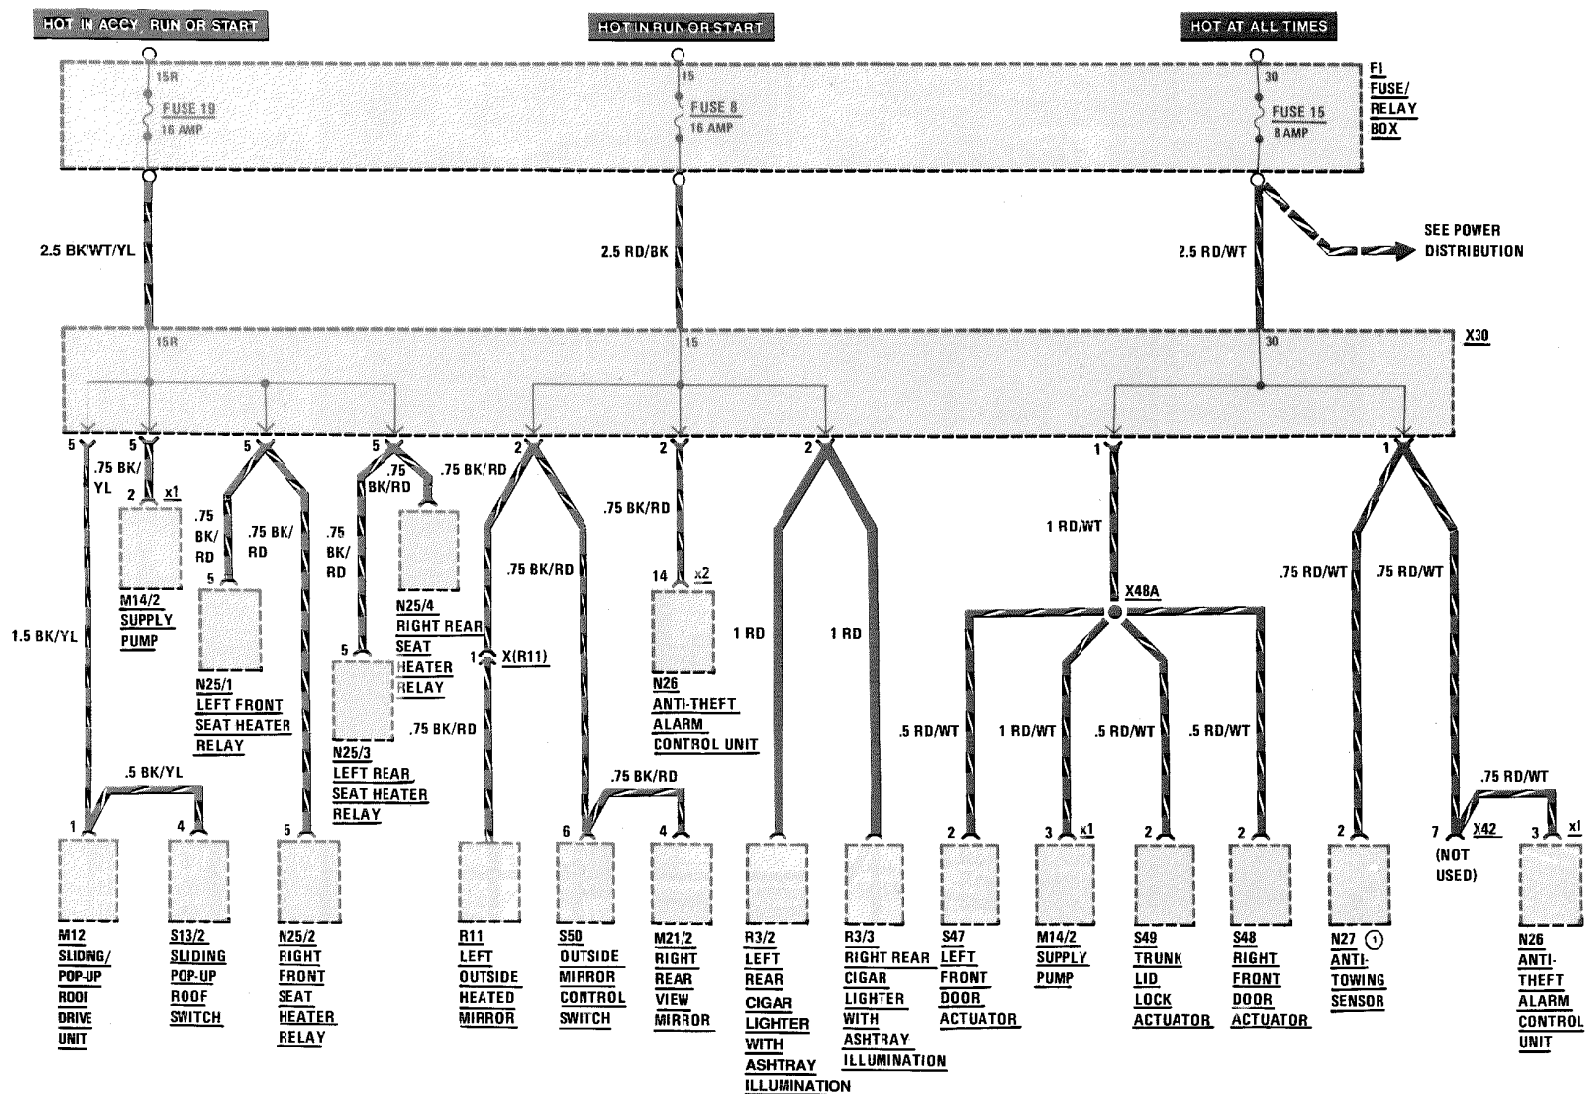 HOT IN ACCY, RUN OR START
HOT IN RUN OR START
HOT AT ALL TIMES
15R
FUSE 19
16 AMP
15
FUSE 8
16 AMP
30
FUSE 15
8 AMP
F1
FUSE/
RELAY
BOX
2.5 BK/WT/YL
2.5 RD/BK
2.5 RD/WT
SEE POWER
DISTRIBUTION
15R
15
30
X30
5
5
5
5
2
2
2
1
1
.75 BK/
YL
2
x1
M14/2
SUPPLY
PUMP
.75
BK/
RD
5
N25/1
LEFT FRONT
SEAT HEATER
RELAY
.75 BK/
RD
.75
BK/
RD
5
N25/3
LEFT REAR
SEAT HEATER
RELAY
.75
BK/RD
N25/4
RIGHT REAR
SEAT
HEATER
RELAY
.75 BK/RD
1
X(R11)
.75 BK/RD
.75 BK/RD
.75 BK/RD
14
x2
N26
ANTI-THEFT
ALARM
CONTROL UNIT
1 RD
1 RD
1 RD/WT
X48A
.5 RD/WT
1 RD/WT
.5 RD/WT
.5 RD/WT
.75 RD/WT
.75 RD/WT
1.5 BK/YL
.5 BK/YL
.75 BK/RD
.75 RD/WT
1
4
5
6
4
2
3
x1
2
2
2
7
X42
(NOT
USED)
3
x1
M12
SLIDING/
POP-UP
ROOF
DRIVE
UNIT
S13/2
SLIDING
POP-UP
ROOF
SWITCH
N25/2
RIGHT
FRONT
SEAT
HEATER
RELAY
R11
LEFT
OUTSIDE
HEATED
MIRROR
S50
OUTSIDE
MIRROR
CONTROL
SWITCH
M21/2
RIGHT
REAR
VIEW
MIRROR
R3/2
LEFT
REAR
CIGAR
LIGHTER
WITH
ASHTRAY
ILLUMINATION
R3/3
RIGHT REAR
CIGAR
LIGHTER
WITH
ASHTRAY
ILLUMINATION
S47
LEFT
FRONT
DOOR
ACTUATOR
M14/2
SUPPLY
PUMP
S49
TRUNK
LID
LOCK
ACTUATOR
S48
RIGHT
FRONT
DOOR
ACTUATOR
N27 1
ANTI-
TOWING
SENSOR
N26
ANTI-
THEFT
ALARM
CONTROL
UNIT